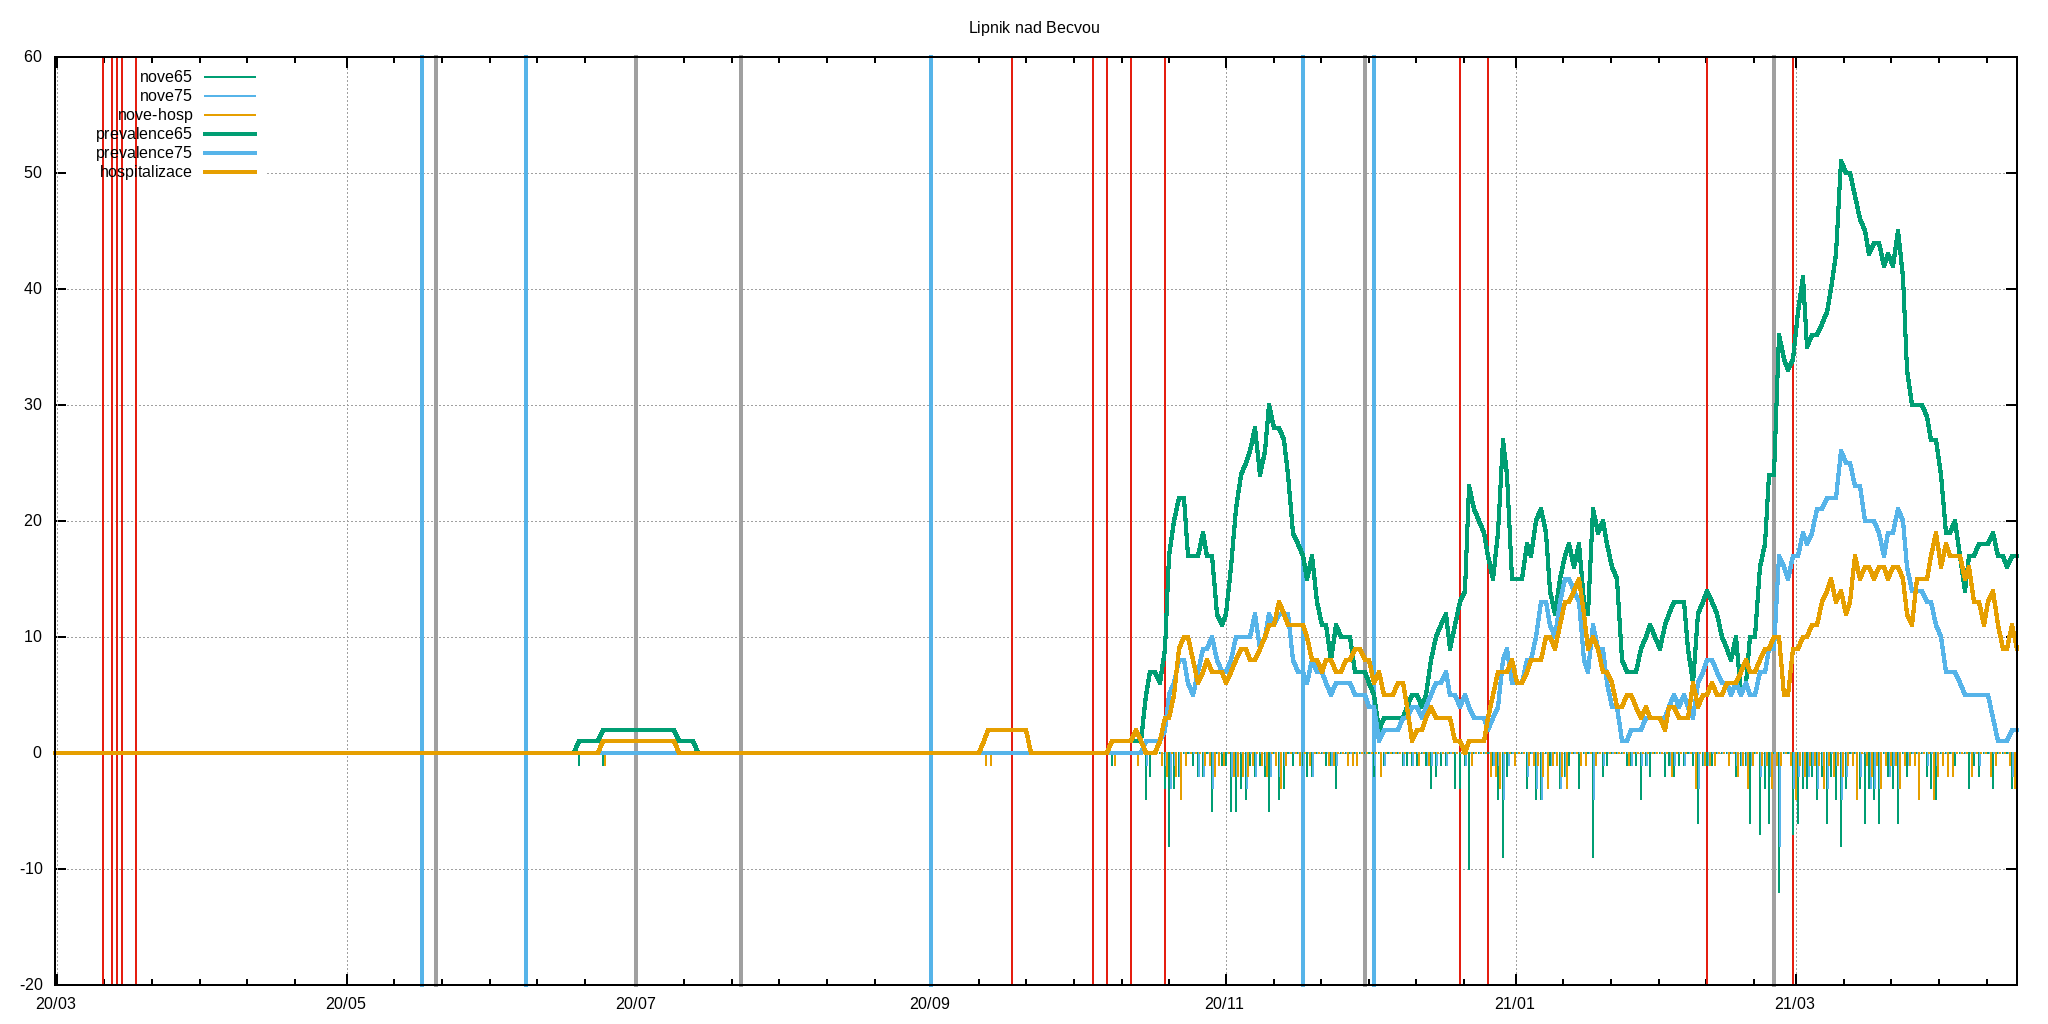 Lipnik nad Becvou
60
50
40
30
20
10
0
-10
-20
nove65
nove75
nove-hosp
prevalence65
prevalence75
hospitalizace
20/03 20/05 20/07 20/09 20/11 21/01 21/03